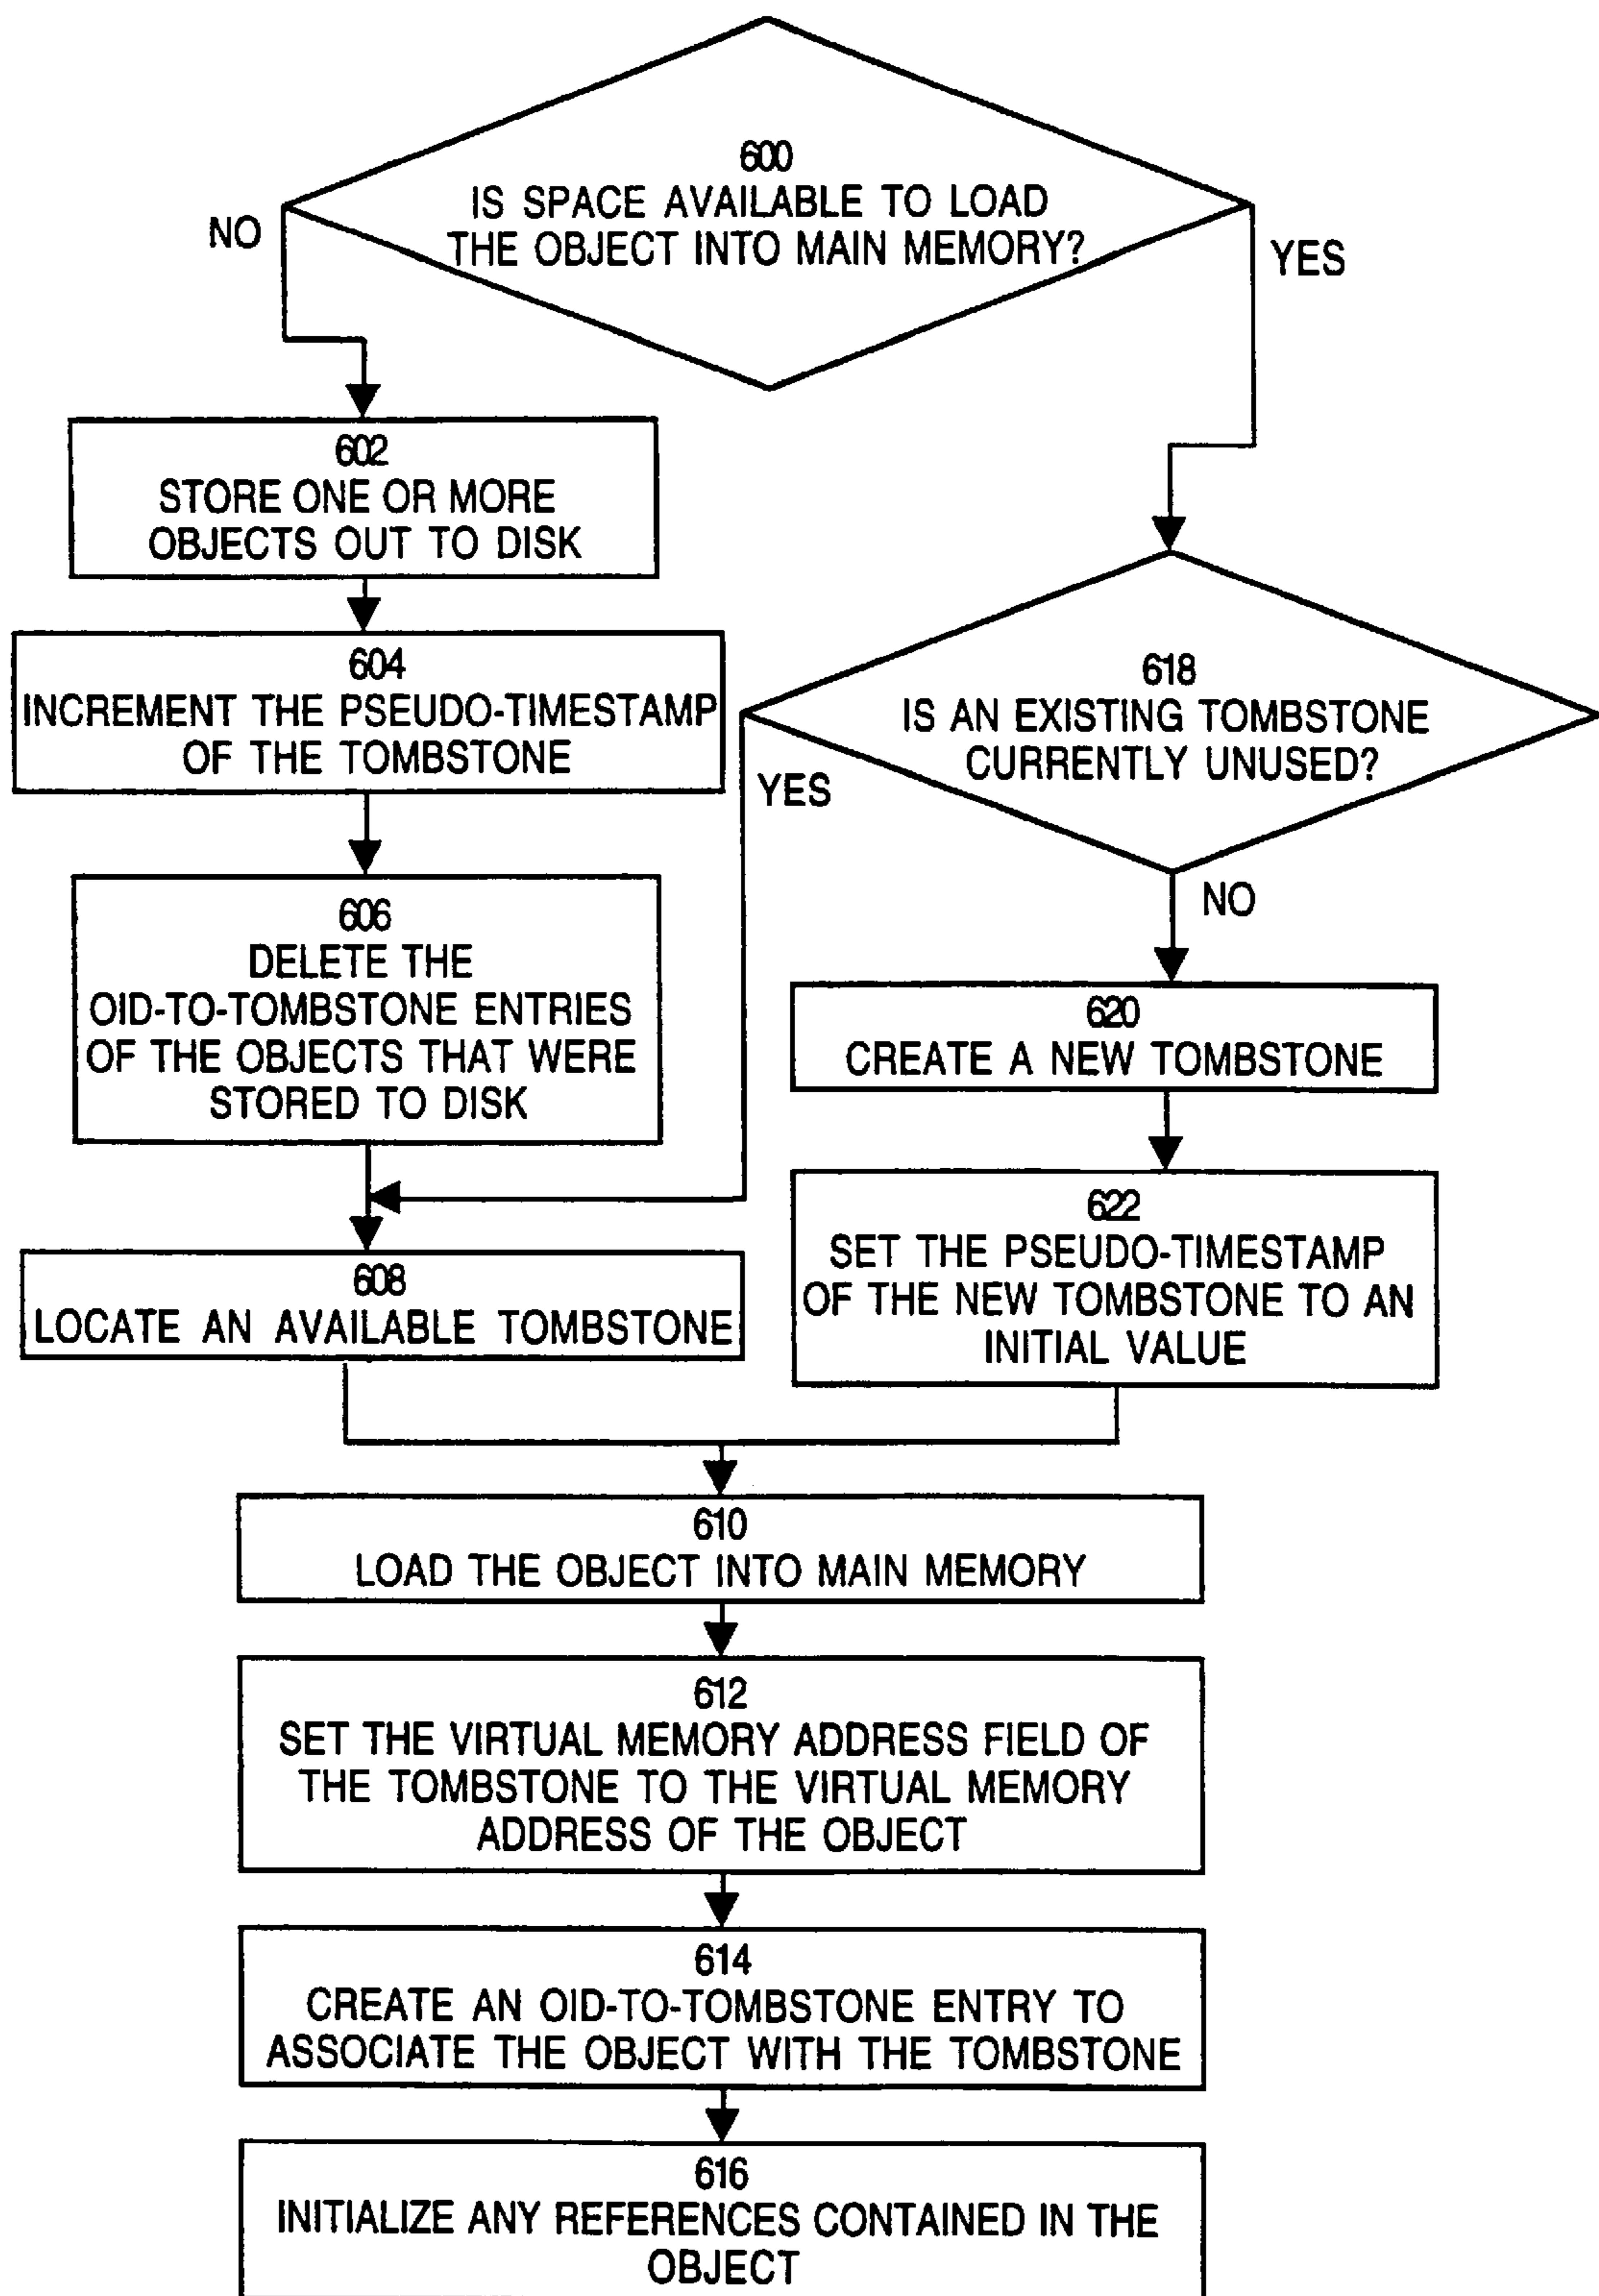 600
IS SPACE AVAILABLE TO LOAD
THE OBJECT INTO MAIN MEMORY?
NO
YES
602
STORE ONE OR MORE
OBJECTS OUT TO DISK
604
INCREMENT THE PSEUDO-TIMESTAMP
OF THE TOMBSTONE
618
IS AN EXISTING TOMBSTONE
CURRENTLY UNUSED?
YES
NO
606
DELETE THE
OID-TO-TOMBSTONE ENTRIES
OF THE OBJECTS THAT WERE
STORED TO DISK
620
CREATE A NEW TOMBSTONE
608
LOCATE AN AVAILABLE TOMBSTONE
622
SET THE PSEUDO-TIMESTAMP
OF THE NEW TOMBSTONE TO AN
INITIAL VALUE
610
LOAD THE OBJECT INTO MAIN MEMORY
612
SET THE VIRTUAL MEMORY ADDRESS FIELD OF
THE TOMBSTONE TO THE VIRTUAL MEMORY
ADDRESS OF THE OBJECT
614
CREATE AN OID-TO-TOMBSTONE ENTRY TO
ASSOCIATE THE OBJECT WITH THE TOMBSTONE
616
INITIALIZE ANY REFERENCES CONTAINED IN THE
OBJECT